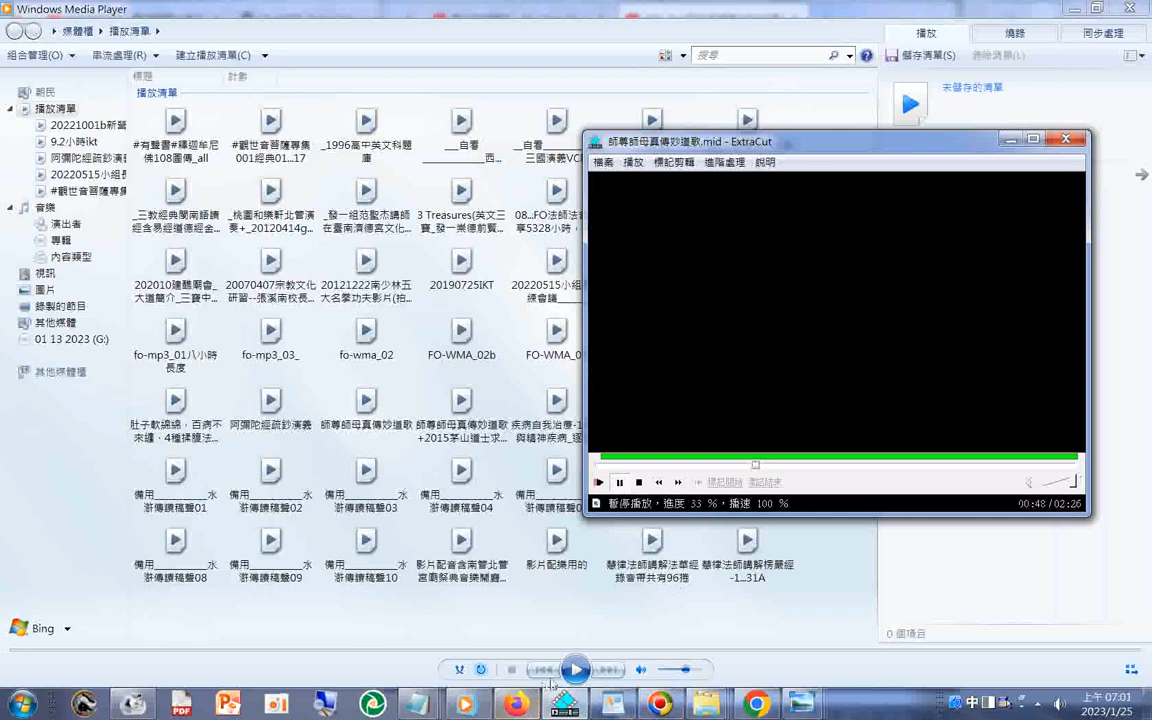 Windows Media Player
媒體櫃 ▸ 播放清單 ▸
播放 燒錄 同步處理
組合管理(O) 串流處理(R) 建立播放清單(C) 搜尋
儲存清單(S) 清除清單(L)
標題 計數
播放清單
未儲存的清單
播放清單
20221001b新營
9.2小時ikt
阿彌陀經疏鈔演義
20220515小組長
#觀世音菩薩專集
音樂
演出者
專輯
內容類型
視訊
圖片
錄製的節目
其他媒體
01 13 2023 (G:)
其他媒體櫃
#有聲書#釋迦牟尼佛108圖傳_all
#觀世音菩薩專集001經典01...17
_1996高中英文科題庫
___自看__________西...
_自看_
三國演義VC
_三教經典閩南語讀經含易經道德經金...
_桃園和樂軒北管演奏+_20120414g...
_發一組范聖杰講師在臺南濟德宮文化...
3 Treasures(英文三寶_發一崇德前賢...
08...FO法師法音
享5328小時,
202010建醮廟會_大道簡介_三寶中...
20070407宗教文化研習--張溪南校長...
20121222南少林五大名拳功夫影片(拍...
20190725IKT
20220515小組
練會議____
fo-mp3_01八小時長度
fo-mp3_03_
fo-wma_02
FO-WMA_02b
FO-WMA_0
肚子軟綿綿,百病不來纏,4種揉腹法...
阿彌陀經疏鈔演義
師尊師母真傳妙道歌
師尊師母真傳妙道歌+2015茅山道士求...
疾病自我治療-1
與精神疾病_逐
備用__________水滸傳讀稿聲01
備用__________水滸傳讀稿聲02
備用__________水滸傳讀稿聲03
備用__________水滸傳讀稿聲04
備用__________水滸傳讀稿聲08
備用__________水滸傳讀稿聲09
備用__________水滸傳讀稿聲10
影片配音含南管北管宮廟祭典音樂鬧廳...
影片配樂用的
慧律法師講解法華經錄音帶共有96捲
慧律法師講解楞嚴經-1...31A
師尊師母真傳妙道歌.mid - ExtraCut
檔案 播放 標記剪輯 進階處理 說明
標記開始 標記結束
暫停播放,進度 33 %,播速 100 % 00:48/02:26
0 個項目
Bing
中
上午 07:01
2023/1/25